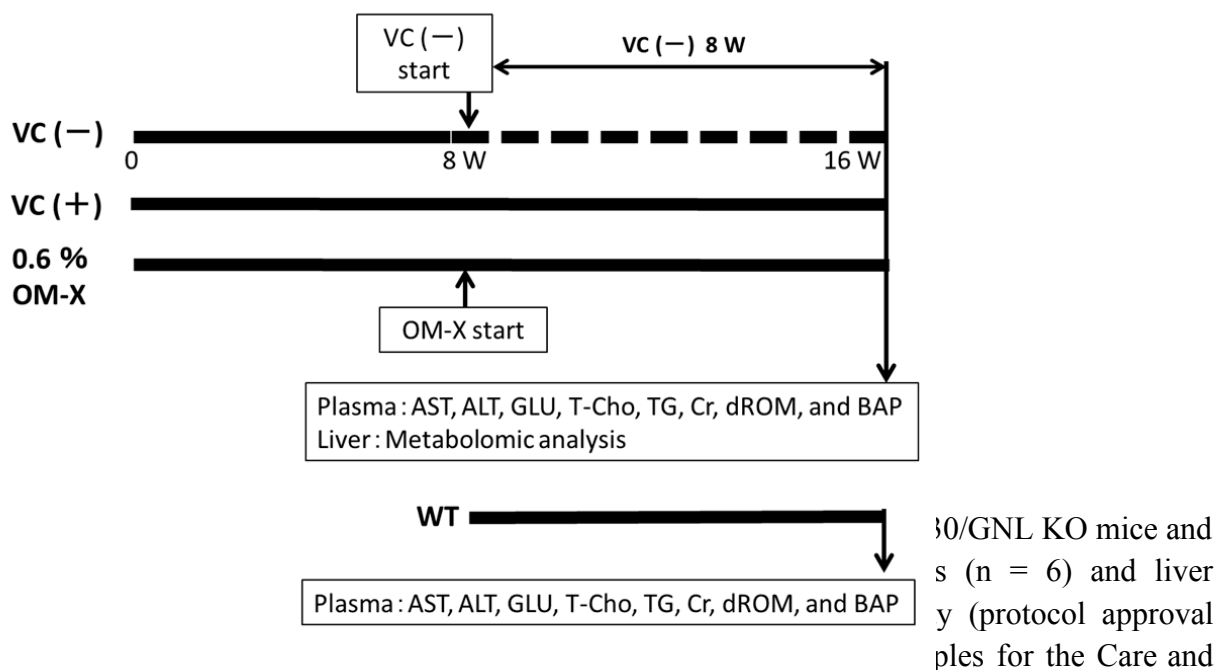 VC (—)
start
VC (—) 8 W
VC (—)
0
8 W
16 W
VC (+)
0.6 %
OM-X
OM-X start
Plasma : AST, ALT, GLU, T-Cho, TG, Cr, dROM, and BAP
Liver : Metabolomic analysis
WT
Plasma : AST, ALT, GLU, T-Cho, TG, Cr, dROM, and BAP
30/GNL KO mice and
s (n = 6) and liver
y (protocol approval
ples for the Care and